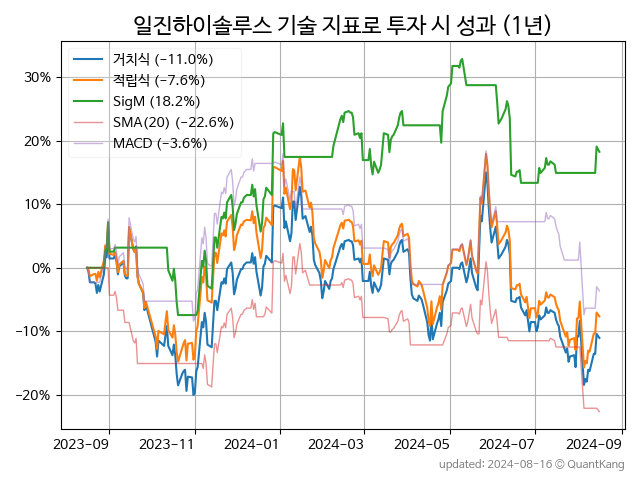 일진하이솔루스 기술 지표로 투자 시 성과 (1년)
거치식 (−11.0%)
적립식 (−7.6%)
SigM (18.2%)
SMA(20) (−22.6%)
MACD (−3.6%)
30%
20%
10%
0%
−10%
−20%
2023-09 2023-11 2024-01 2024-03 2024-05 2024-07 2024-09
updated: 2024-08-16 © QuantKang